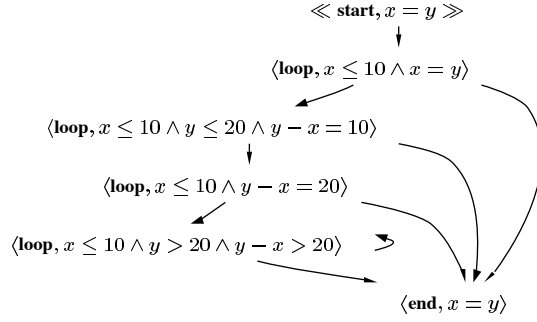 ≪ start, x = y ≫
⟨loop, x ≤ 10 ∧ x = y⟩
⟨loop, x ≤ 10 ∧ y ≤ 20 ∧ y − x = 10⟩
⟨loop, x ≤ 10 ∧ y − x = 20⟩
⟨loop, x ≤ 10 ∧ y > 20 ∧ y − x > 20⟩
⟨end, x = y⟩